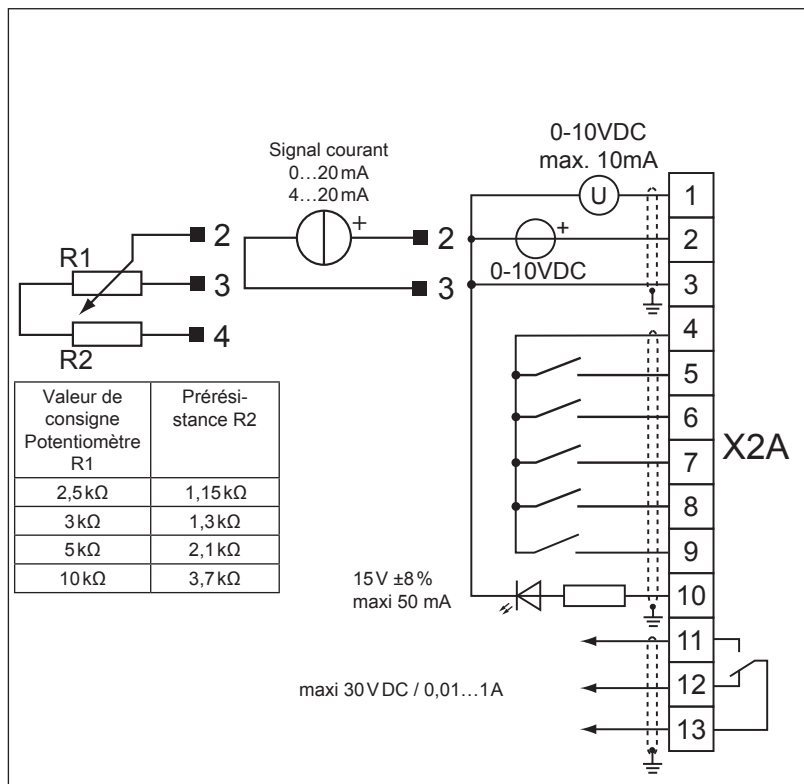 0-10VDC
max. 10mA
U
Signal courant
0…20 mA
4…20 mA
+
2
3
R1
R2
2
3
4
+
0-10VDC
1
2
3
4
5
6
7
8
9
10
11
12
13
X2A
Valeur de
consigne
Potentiomètre
R1
Prérési-
stance R2
2,5 kΩ
1,15 kΩ
3 kΩ
1,3 kΩ
5 kΩ
2,1 kΩ
10 kΩ
3,7 kΩ
15 V ±8 %
maxi 50 mA
maxi 30 V DC / 0,01…1 A